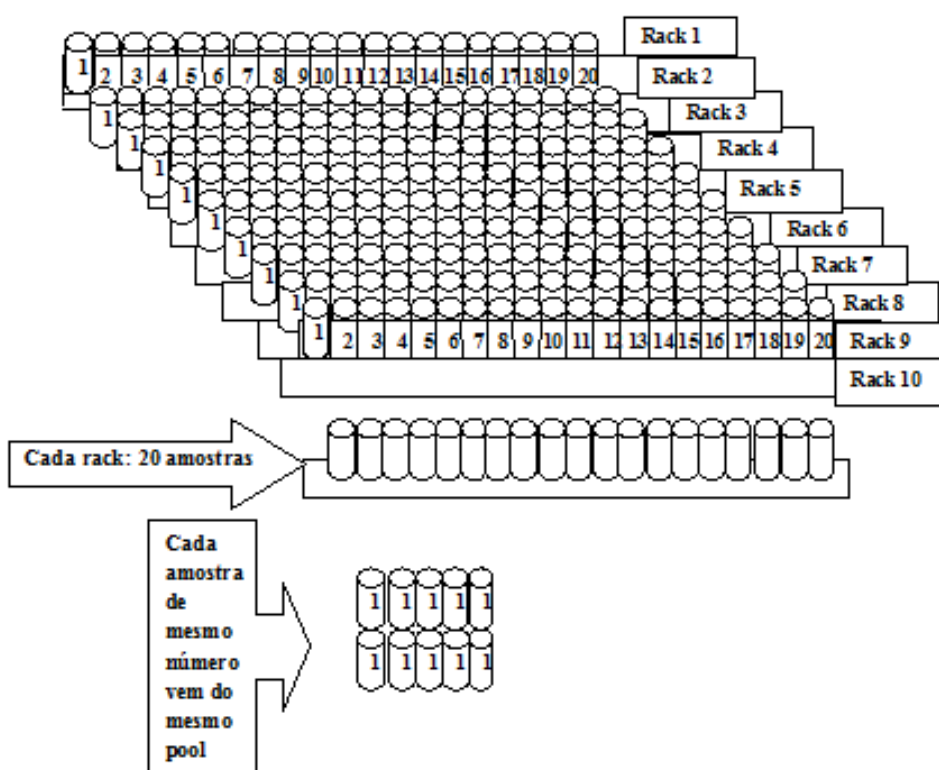 Rack 1
1 2 3 4 5 6 7 8 9 10 11 12 13 14 15 16 17 18 19 20
Rack 2
Rack 3
1
1
Rack 4
1
Rack 5
1
1
Rack 6
1
Rack 7
1
Rack 8
1
1 2 3 4 5 6 7 8 9 10 11 12 13 14 15 16 17 18 19 20
Rack 9
Rack 10
Cada rack: 20 amostras
Cada
amostra
de
mesmo
número
vem do
mesmo
pool
1 1 1 1 1
1 1 1 1 1